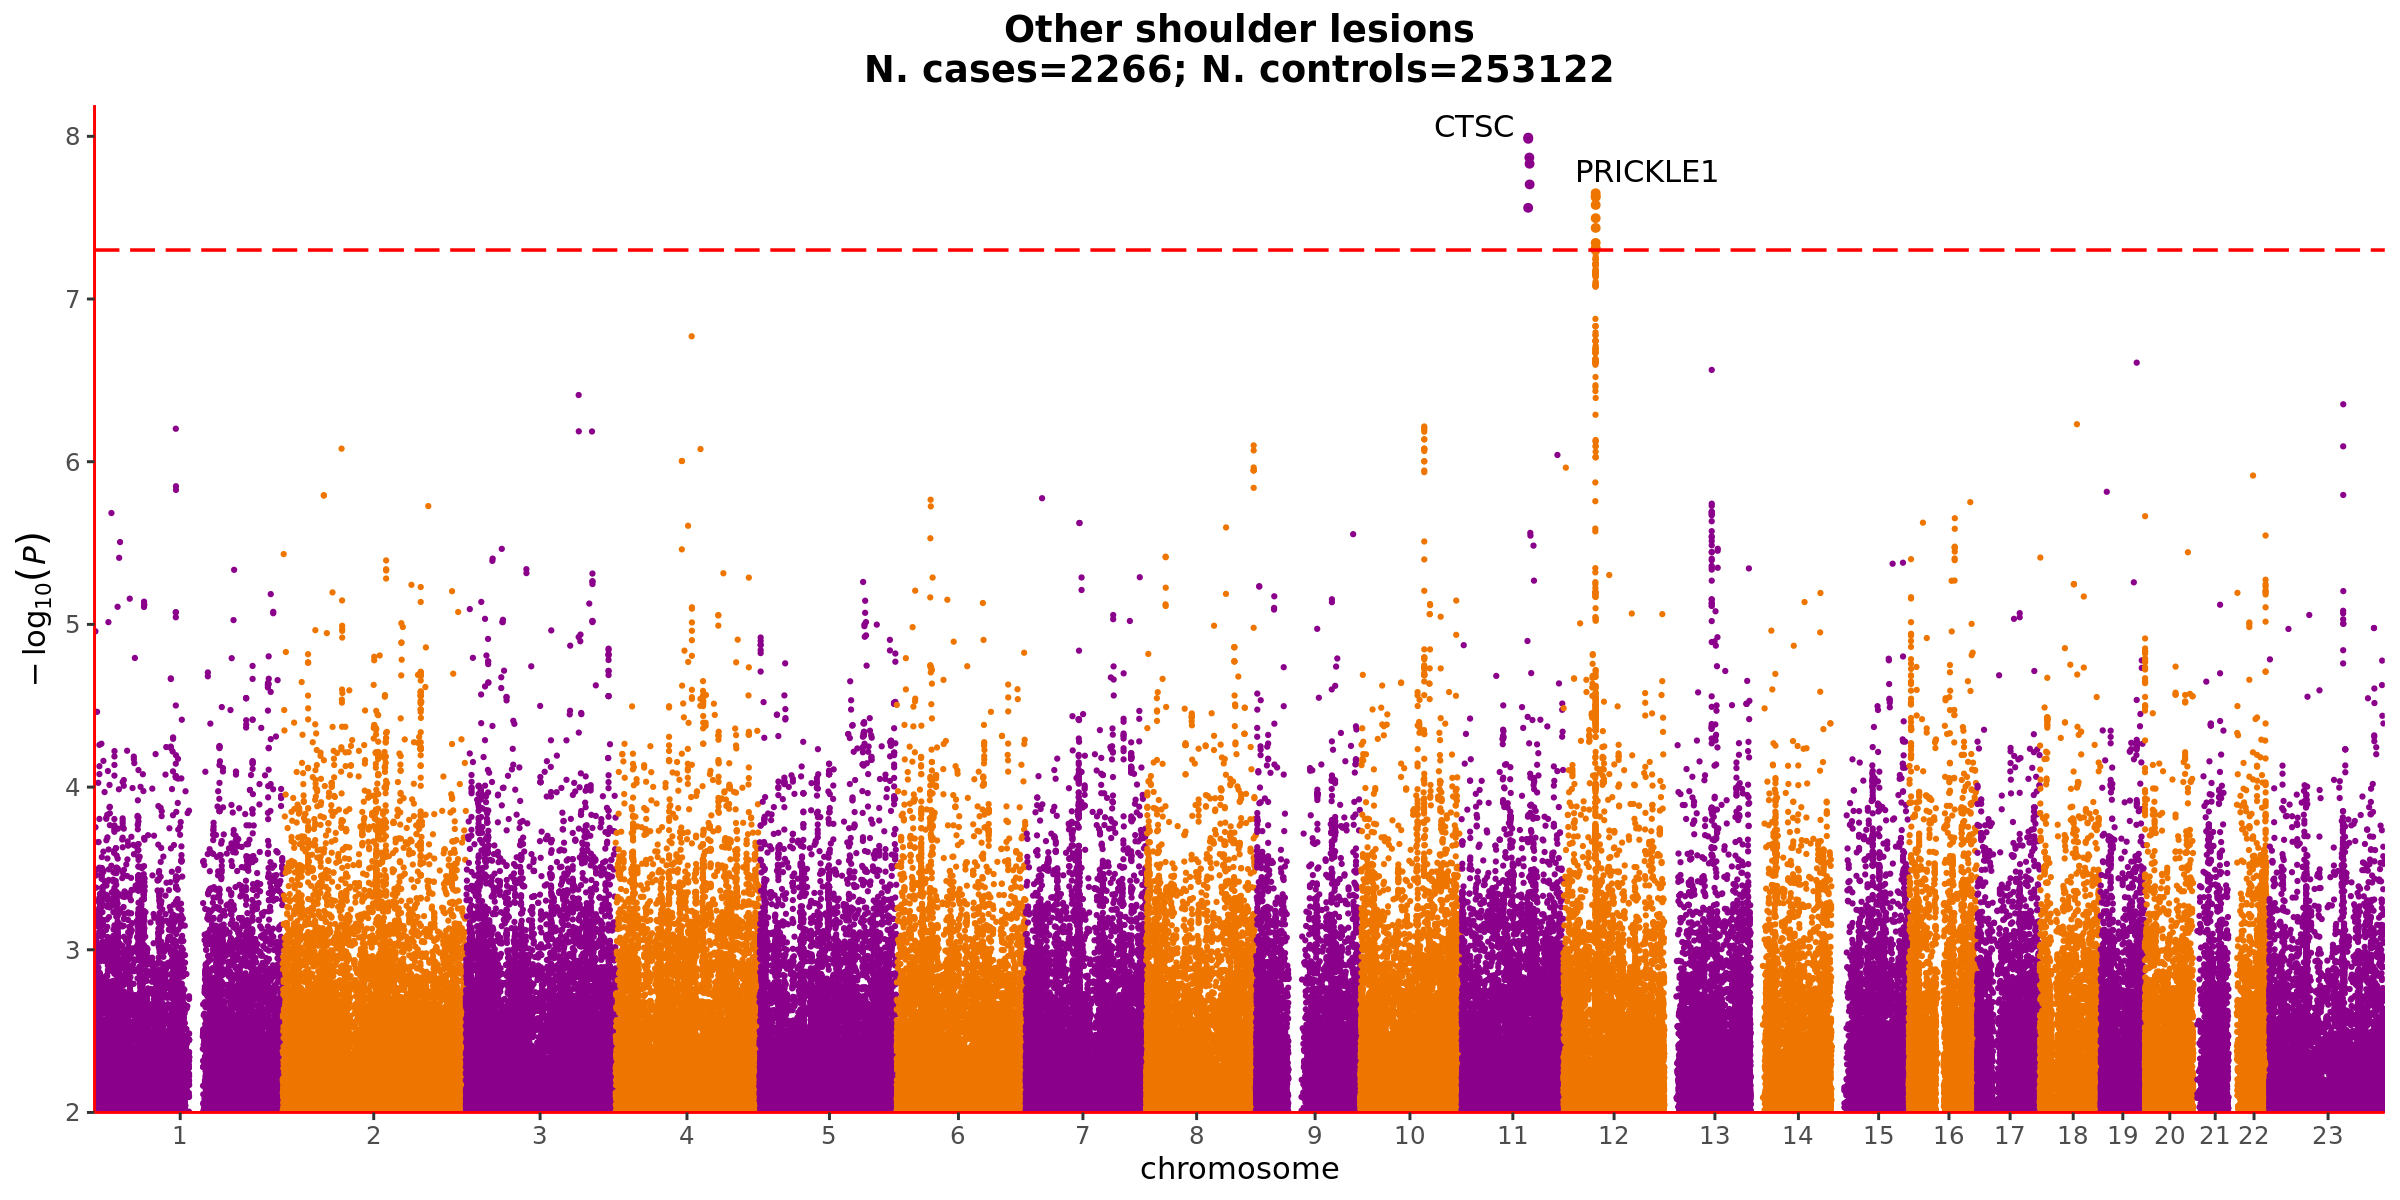 Other shoulder lesions
N. cases=2266; N. controls=253122
CTSC
PRICKLE1
8
7
6
5
4
3
2
− log10(P)
1 2 3 4 5 6 7 8 9 10 11 12 13 14 15 16 17 18 19 20 21 22 23
chromosome